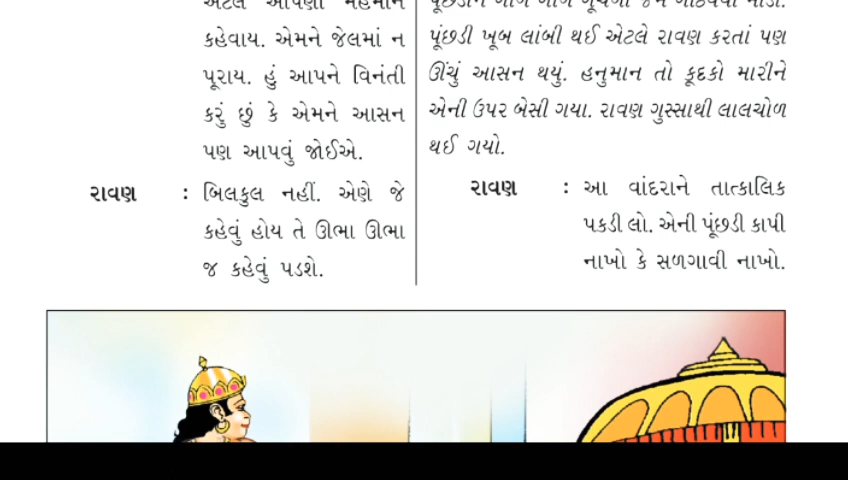 કહેવાય. એમને જેલમાં ન
પૂરાય. હું આપને વિનંતી
કરું છું કે એમને આસન
પણ આપવું જોઈએ.
રાવણ : બિલકુલ નહીં. એણે જે
કહેવું હોય તે ઊભા ઊભા
જ કહેવું પડશે.
પૂંછડી ખૂબ લાંબી થઈ એટલે રાવણ કરતાં પણ
ઊંચું આસન થયું. હનુમાન તો કૂદકો મારીને
એની ઉપર બેસી ગયા. રાવણ ગુસ્સાથી લાલચોળ
થઈ ગયો.
રાવણ : આ વાંદરાને તાત્કાલિક
પકડી લો. એની પૂંછડી કાપી
નાખો કે સળગાવી નાખો.